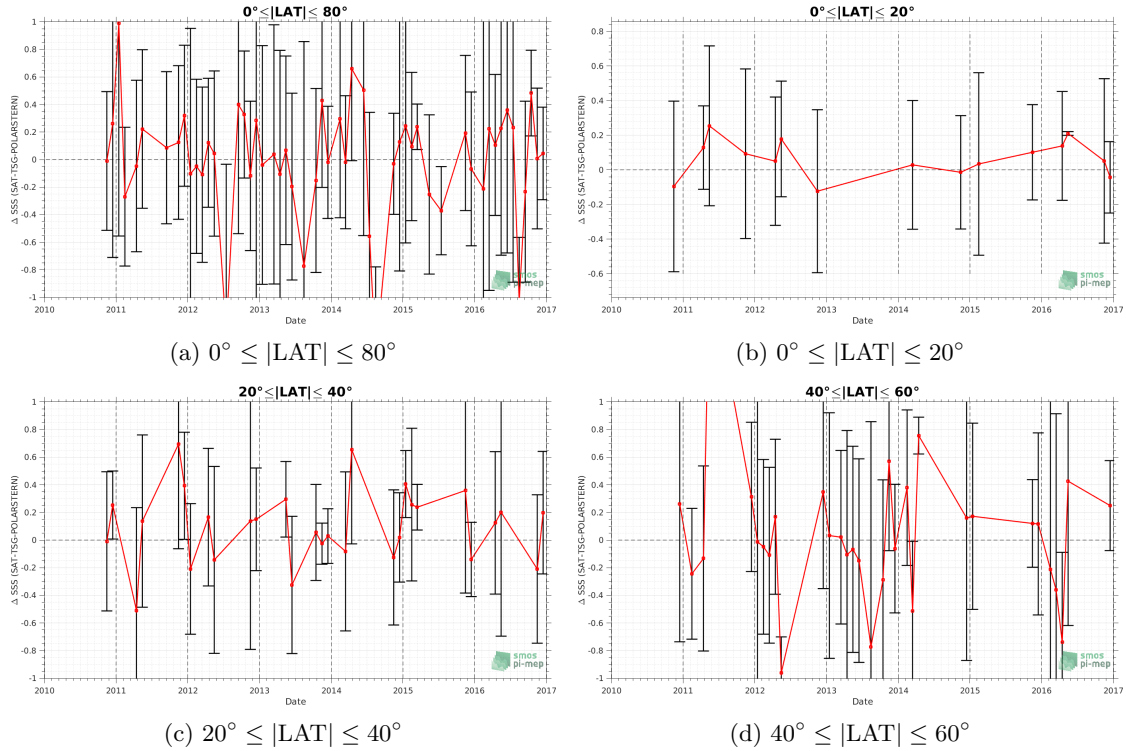 0°≤|LAT|≤ 80°
Δ SSS (SAT-TSG-POLARSTERN)
1
0.8
0.6
0.4
0.2
0
-0.2
-0.4
-0.6
-0.8
-1
smos
pi-mep
2010 2011 2012 2013 2014 2015 2016 2017
Date
(a) 0° ≤ |LAT| ≤ 80°
0°≤|LAT|≤ 20°
Δ SSS (SAT-TSG-POLARSTERN)
0.8
0.6
0.4
0.2
0
-0.2
-0.4
-0.6
smos
pi-mep
2010 2011 2012 2013 2014 2015 2016 2017
Date
(b) 0° ≤ |LAT| ≤ 20°
20°≤|LAT|≤ 40°
Δ SSS (SAT-TSG-POLARSTERN)
1
0.8
0.6
0.4
0.2
0
-0.2
-0.4
-0.6
-0.8
-1
smos
pi-mep
2010 2011 2012 2013 2014 2015 2016 2017
Date
(c) 20° ≤ |LAT| ≤ 40°
40°≤|LAT|≤ 60°
Δ SSS (SAT-TSG-POLARSTERN)
1
0.8
0.6
0.4
0.2
0
-0.2
-0.4
-0.6
-0.8
-1
smos
pi-mep
2010 2011 2012 2013 2014 2015 2016 2017
Date
(d) 40° ≤ |LAT| ≤ 60°